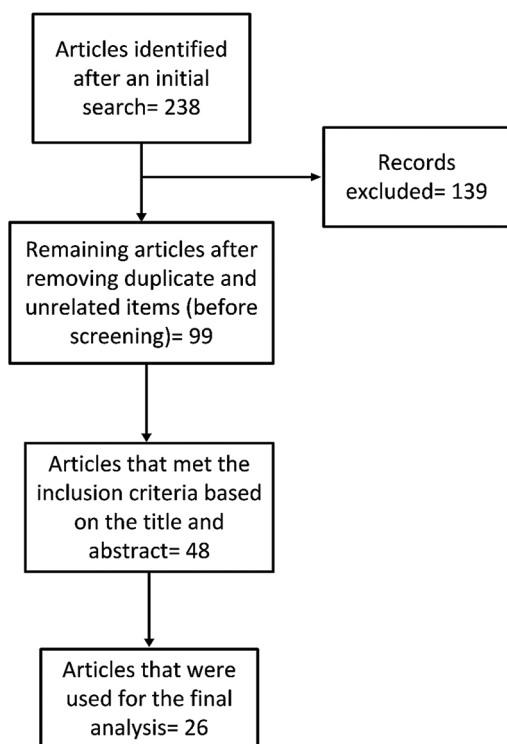 Articles identified
after an initial
search= 238
Records
excluded= 139
Remaining articles after
removing duplicate and
unrelated items (before
screening)= 99
Articles that met the
inclusion criteria based
on the title and
abstract= 48
Articles that were
used for the final
analysis= 26